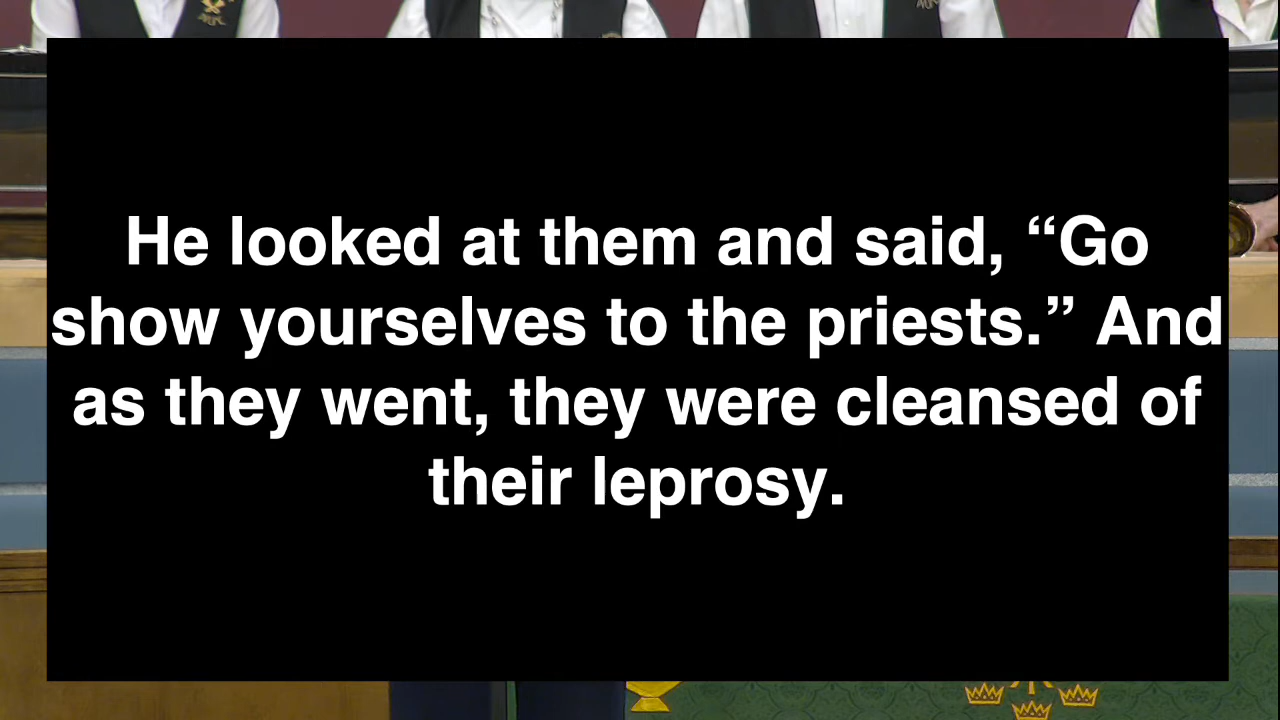 He looked at them and said, “Go
show yourselves to the priests.” And
as they went, they were cleansed of
their leprosy.